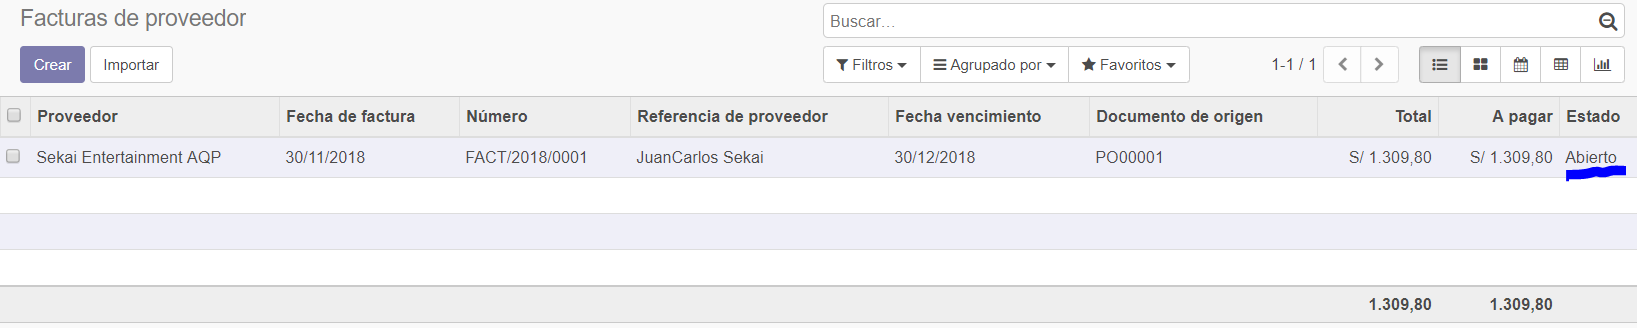 Facturas de proveedor
Buscar...
Crear Importar
Filtros Agrupado por Favoritos 1-1 / 1
Proveedor Fecha de factura Número Referencia de proveedor Fecha vencimiento Documento de origen Total A pagar Estado
Sekai Entertainment AQP 30/11/2018 FACT/2018/0001 JuanCarlos Sekai 30/12/2018 PO00001 S/ 1.309,80 S/ 1.309,80 Abierto
1.309,80 1.309,80